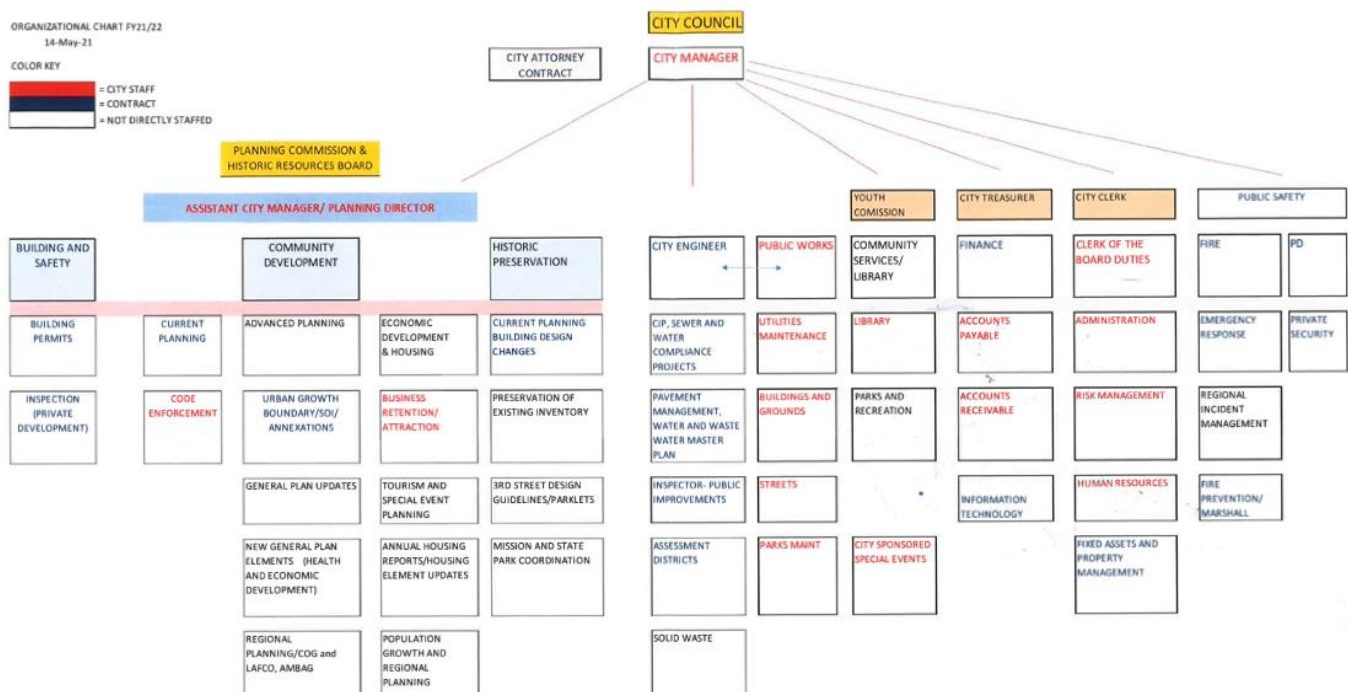 ORGANIZATIONAL CHART FY21/22
14-May-21
COLOR KEY
= CITY STAFF
= CONTRACT
= NOT DIRECTLY STAFFED
CITY COUNCIL
CITY ATTORNEY
CONTRACT
CITY MANAGER
PLANNING COMMISSION &
HISTORIC RESOURCES BOARD
ASSISTANT CITY MANAGER/ PLANNING DIRECTOR
YOUTH
COMISSION
CITY TREASURER
CITY CLERK
PUBLIC SAFETY
BUILDING AND
SAFETY
COMMUNITY
DEVELOPMENT
HISTORIC
PRESERVATION
CITY ENGINEER
PUBLIC WORKS
COMMUNITY
SERVICES/
LIBRARY
FINANCE
CLERK OF THE
BOARD DUTIES
FIRE
PD
BUILDING
PERMITS
CURRENT
PLANNING
ADVANCED PLANNING
ECONOMIC
DEVELOPMENT
& HOUSING
CURRENT PLANNING
BUILDING DESIGN
CHANGES
CIP, SEWER AND
WATER
COMPLIANCE
PROJECTS
UTILITIES
MAINTENANCE
LIBRARY
ACCOUNTS
PAYABLE
ADMINISTRATION
EMERGENCY
RESPONSE
PRIVATE
SECURITY
INSPECTION
(PRIVATE
DEVELOPMENT)
CODE
ENFORCEMENT
URBAN GROWTH
BOUNDARY/SOI/
ANNEXATIONS
BUSINESS
RETENTION/
ATTRACTION
PRESERVATION OF
EXISTING INVENTORY
PAVEMENT
MANAGEMENT,
WATER AND WASTE
WATER MASTER
PLAN
BUILDINGS AND
GROUNDS
PARKS AND
RECREATION
ACCOUNTS
RECEIVABLE
RISK MANAGEMENT
REGIONAL
INCIDENT
MANAGEMENT
GENERAL PLAN UPDATES
TOURISM AND
SPECIAL EVENT
PLANNING
3RD STREET DESIGN
GUIDELINES/PARKLETS
INSPECTOR- PUBLIC
IMPROVEMENTS
STREETS
INFORMATION
TECHNOLOGY
HUMAN RESOURCES
FIRE
PREVENTION/
MARSHALL
NEW GENERAL PLAN
ELEMENTS (HEALTH
AND ECONOMIC
DEVELOPMENT)
ANNUAL HOUSING
REPORTS/HOUSING
ELEMENT UPDATES
MISSION AND STATE
PARK COORDINATION
ASSESSMENT
DISTRICTS
PARKS MAINT
CITY SPONSORED
SPECIAL EVENTS
FIXED ASSETS AND
PROPERTY
MANAGEMENT
REGIONAL
PLANNING/COG and
LAFCO, AMBAG
POPULATION
GROWTH AND
REGIONAL
PLANNING
SOLID WASTE